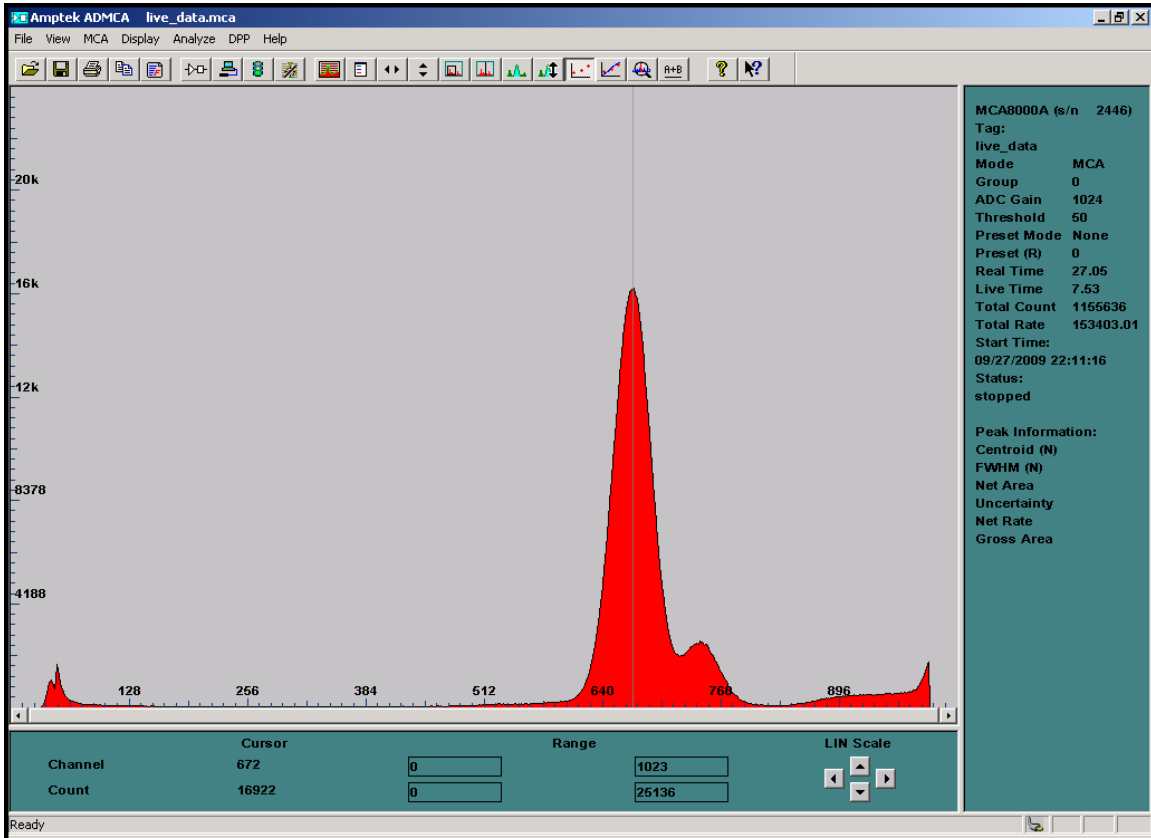 Amptek ADMCA live_data.mca
File View MCA Display Analyze DPP Help
A+B
20k
16k
12k
8378
4188
128 256 384 512 640 768 896
MCA8000A (s/n 2446)
Tag:
live_data
Mode MCA
Group 0
ADC Gain 1024
Threshold 50
Preset Mode None
Preset (R) 0
Real Time 27.05
Live Time 7.53
Total Count 1155636
Total Rate 153403.01
Start Time:
09/27/2009 22:11:16
Status:
stopped
Peak Information:
Centroid (N)
FWHM (N)
Net Area
Uncertainty
Net Rate
Gross Area
Cursor Range LIN Scale
Channel 672 0 1023
Count 16922 0 25136
Ready